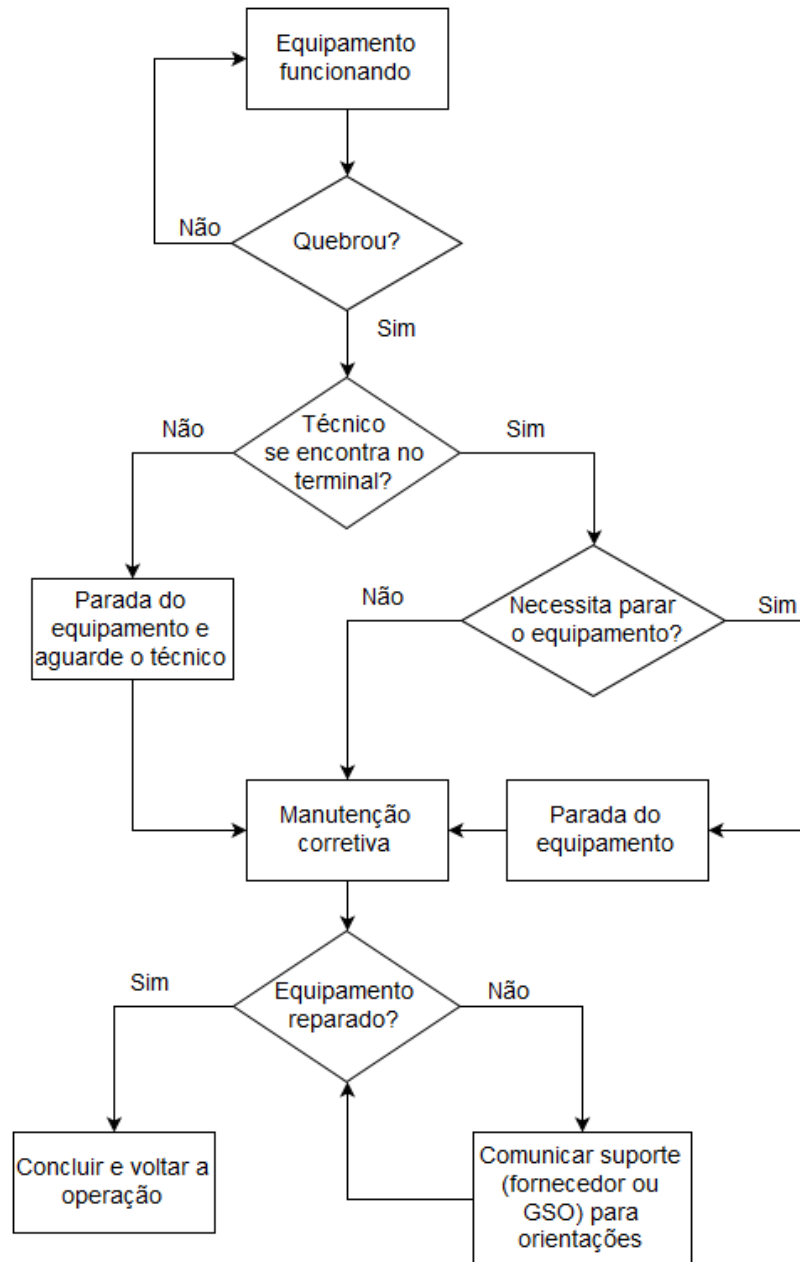 Equipamento
funcionando
Não
Quebrou?
Sim
Não
Técnico
se encontra no
terminal?
Sim
Parada do
equipamento e
aguarde o técnico
Não
Necessita parar
o equipamento?
Sim
Manutenção
corretiva
Parada do
equipamento
Sim
Equipamento
reparado?
Não
Concluir e voltar a
operação
Comunicar suporte
(fornecedor ou
GSO) para
orientações